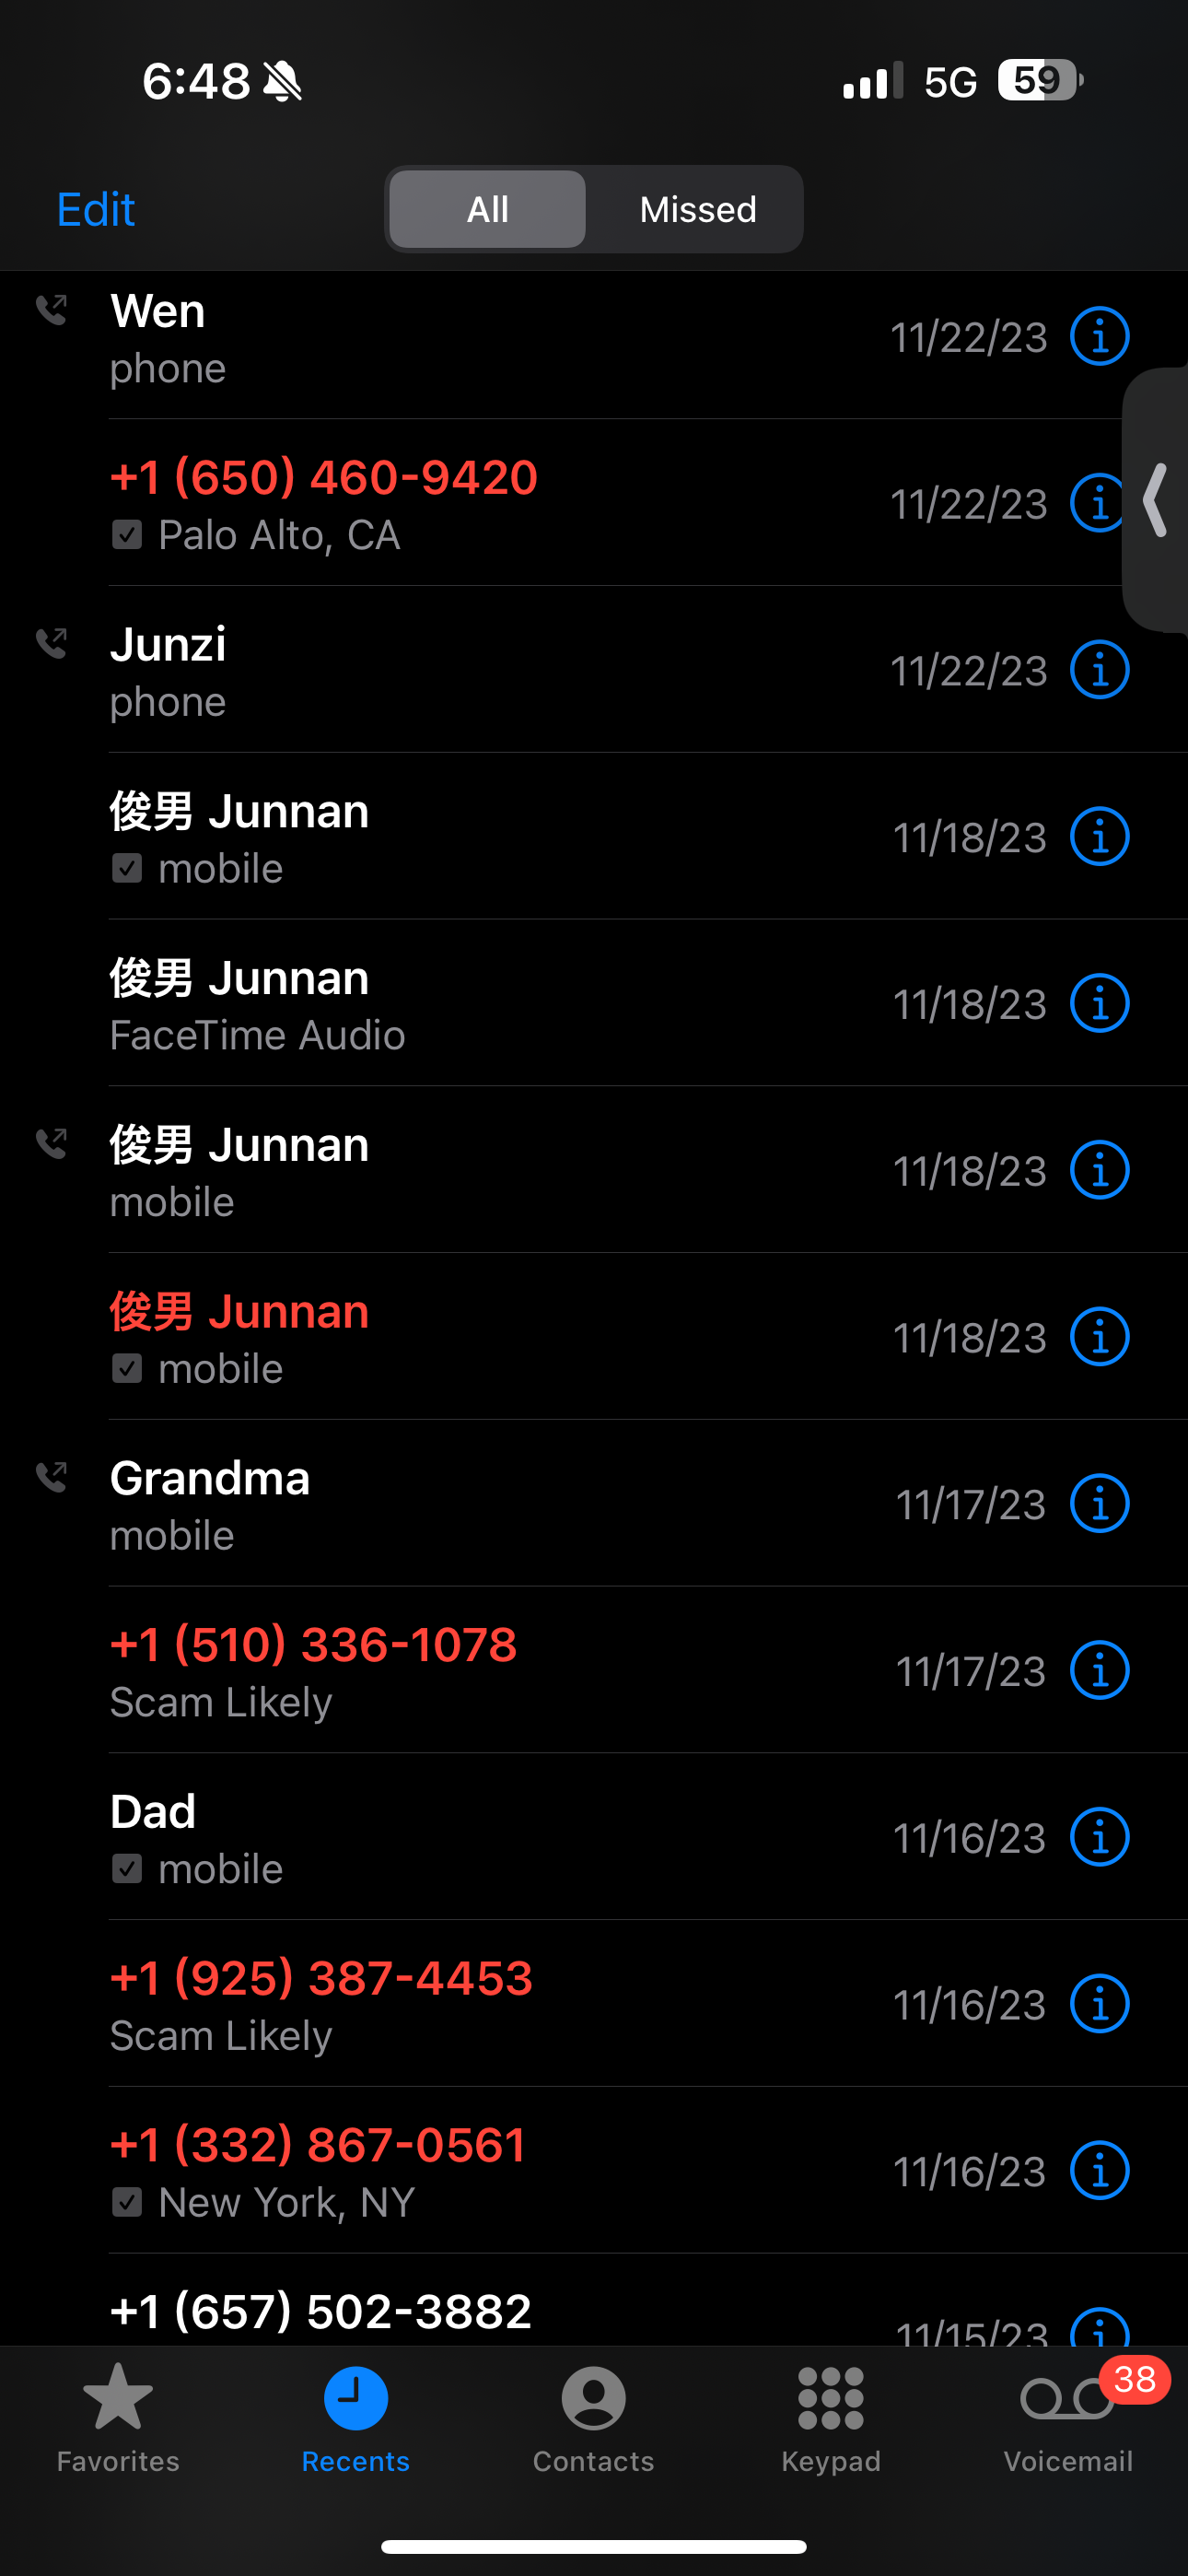 6:48
5G
59
Edit
All
Missed
Wen
phone
11/22/23
+1 (650) 460-9420
Palo Alto, CA
11/22/23
Junzi
phone
11/22/23
俊男 Junnan
mobile
11/18/23
俊男 Junnan
FaceTime Audio
11/18/23
俊男 Junnan
mobile
11/18/23
俊男 Junnan
mobile
11/18/23
Grandma
mobile
11/17/23
+1 (510) 336-1078
Scam Likely
11/17/23
Dad
mobile
11/16/23
+1 (925) 387-4453
Scam Likely
11/16/23
+1 (332) 867-0561
New York, NY
11/16/23
+1 (657) 502-3882
11/15/23
Favorites
Recents
Contacts
Keypad
38
Voicemail